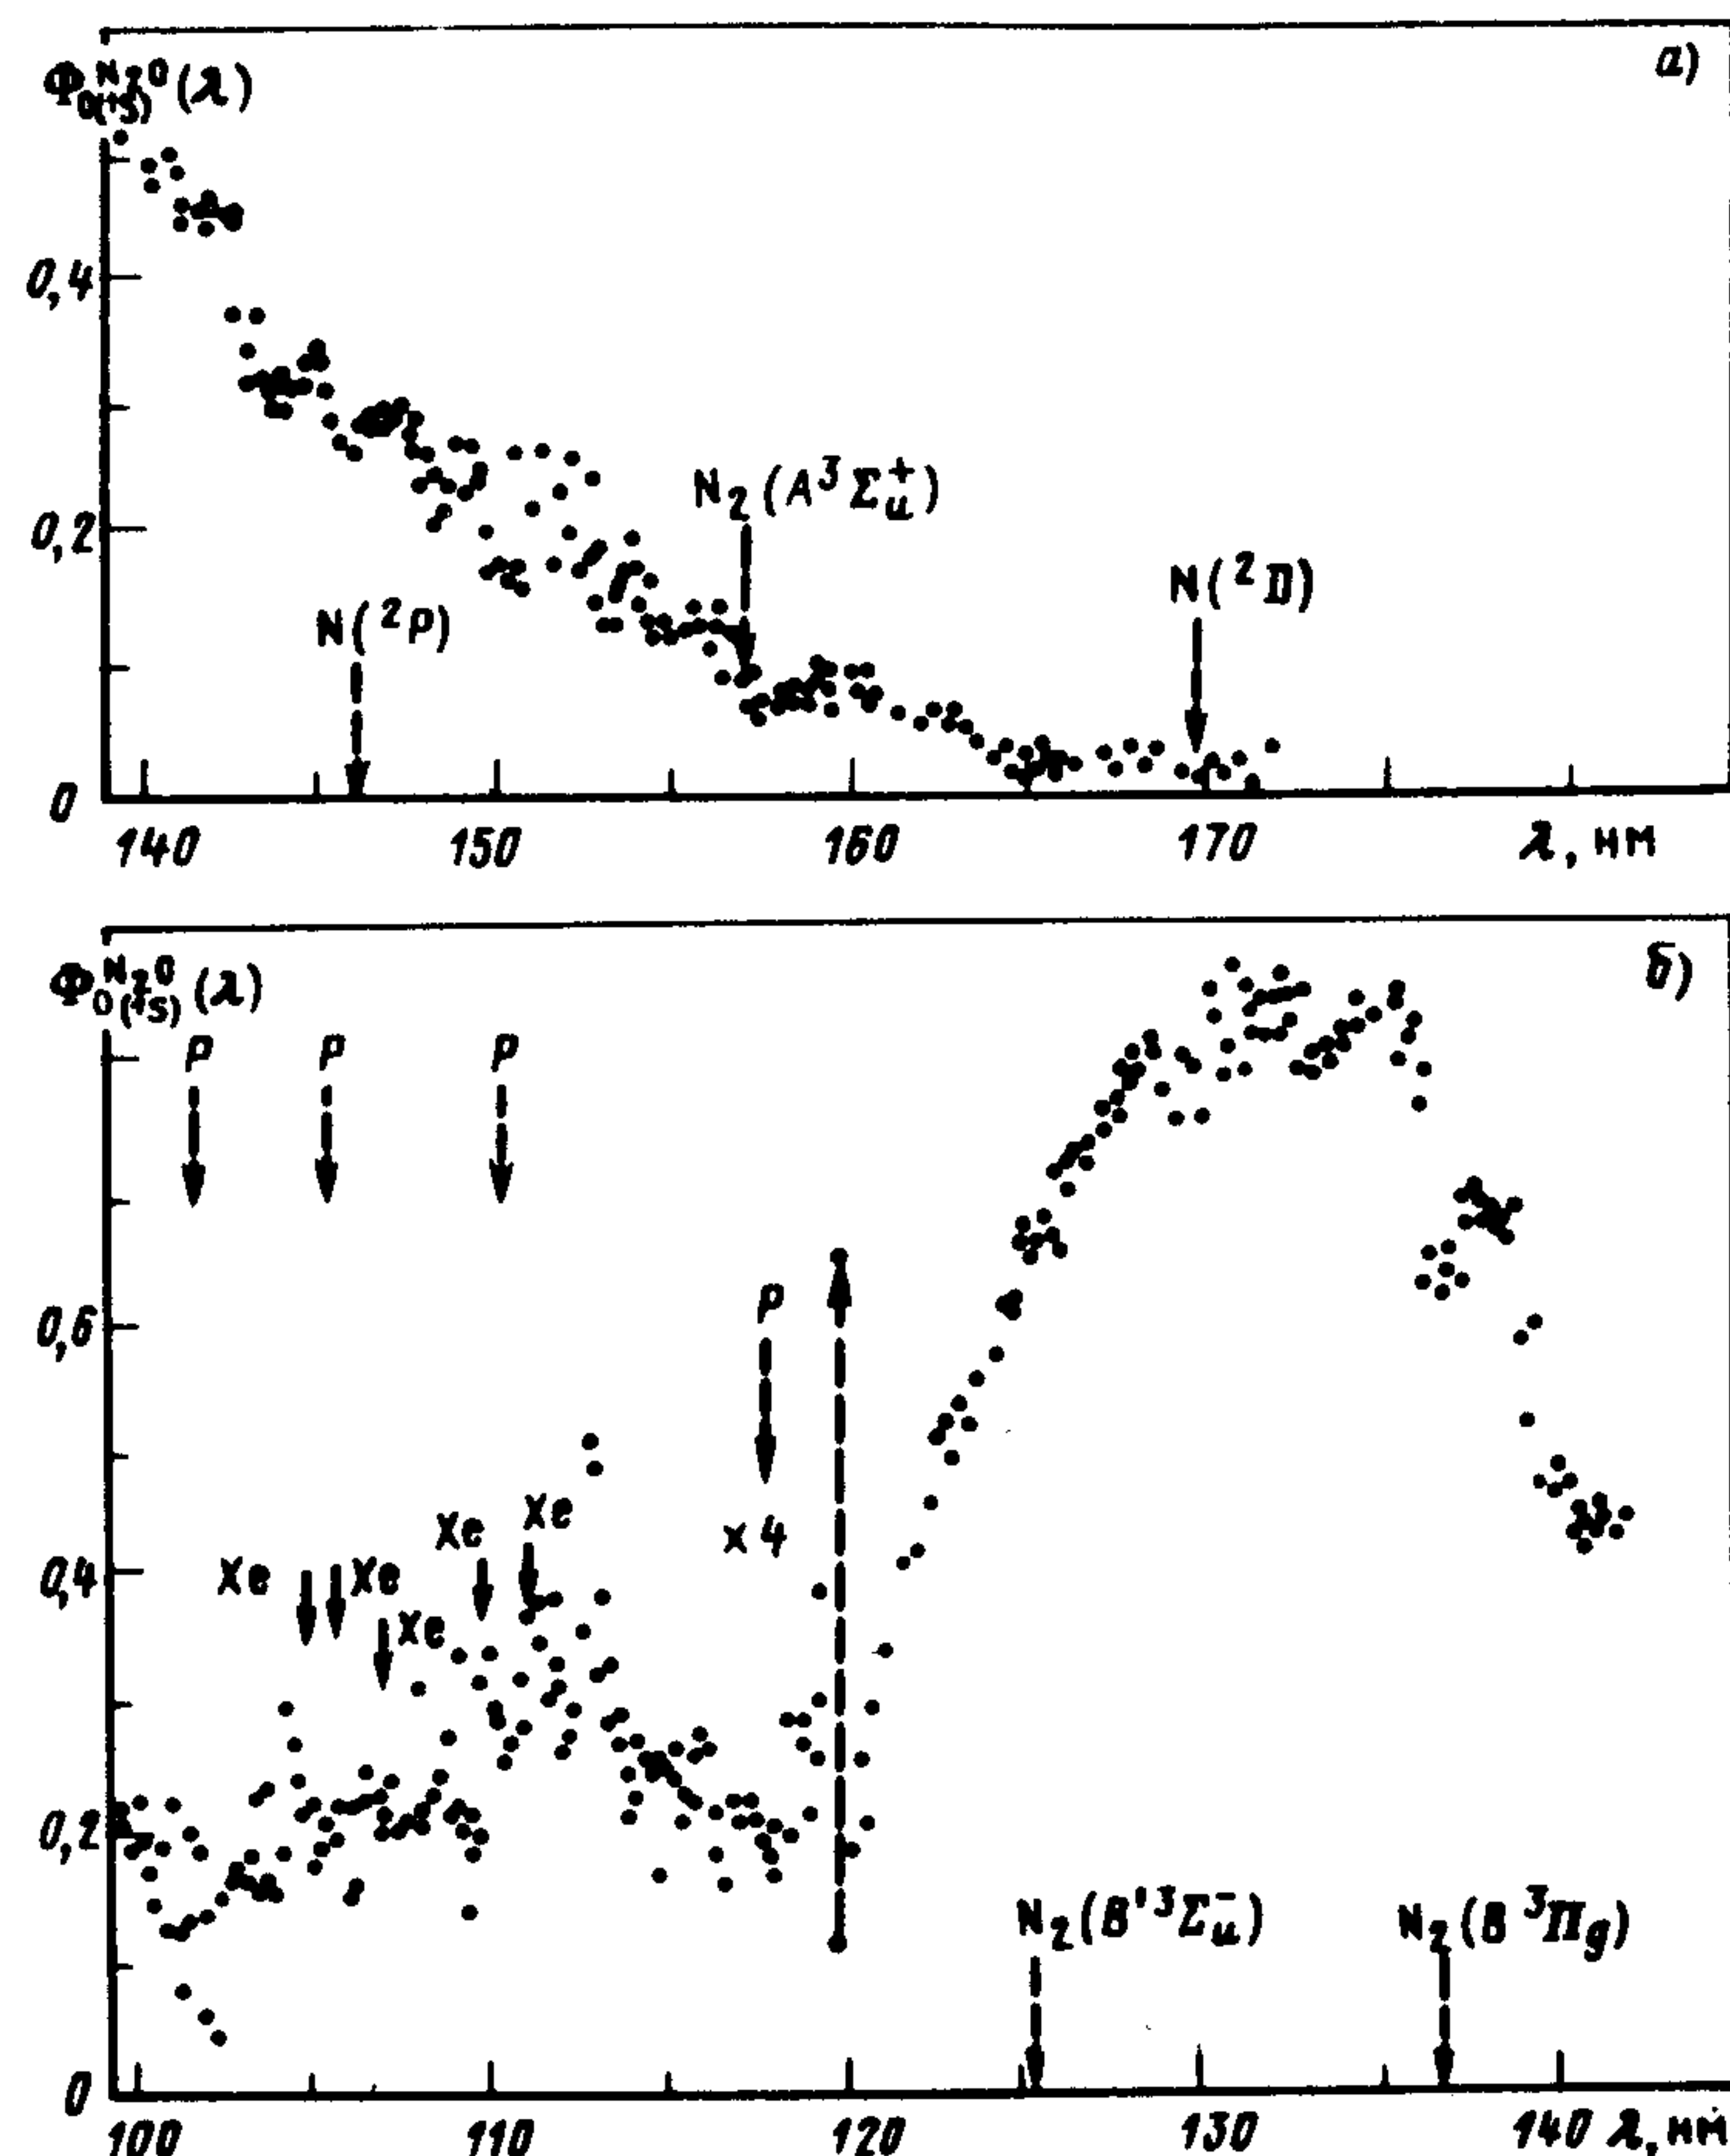 Φ_O(¹S)^N₂O (λ)
а)
0,4
0,2
0
N(²P)
N₂(A³Σᵤ⁺)
N(²D)
140 150 160 170 λ, нм
Φ_O(¹S)^N₂O (λ)
б)
P P P
P
0,6
Xe Xe
×4
0,4
Xe Xe
Xe
0,2
N₂(B'³Σᵤ⁻) N₂(B³Πg)
0
100 110 120 130 140 λ, нм